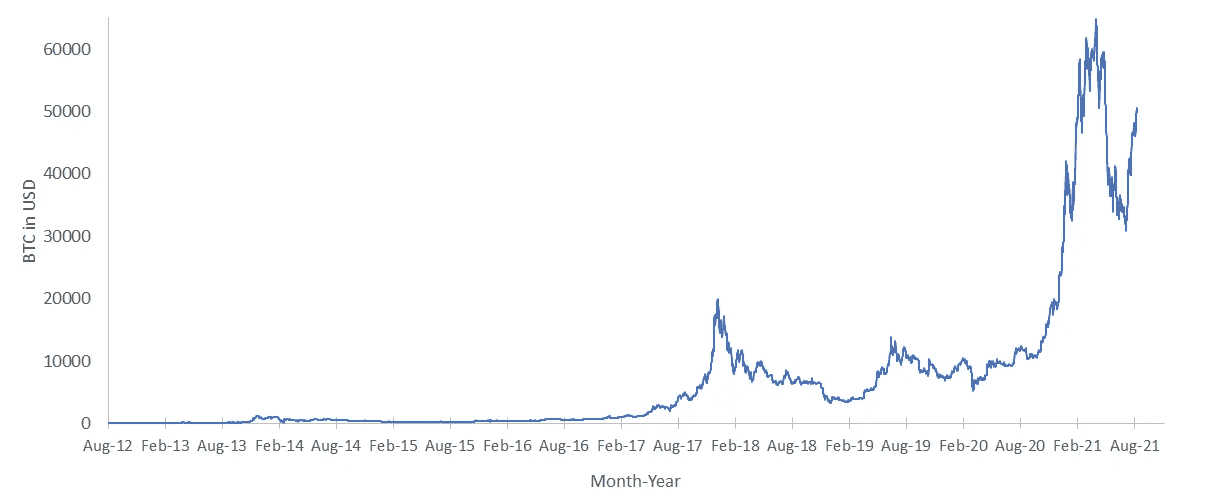 60000
50000
40000
30000
20000
10000
0
BTC in USD
Aug-12 Feb-13 Aug-13 Feb-14 Aug-14 Feb-15 Aug-15 Feb-16 Aug-16 Feb-17 Aug-17 Feb-18 Aug-18 Feb-19 Aug-19 Feb-20 Aug-20 Feb-21 Aug-21
Month-Year